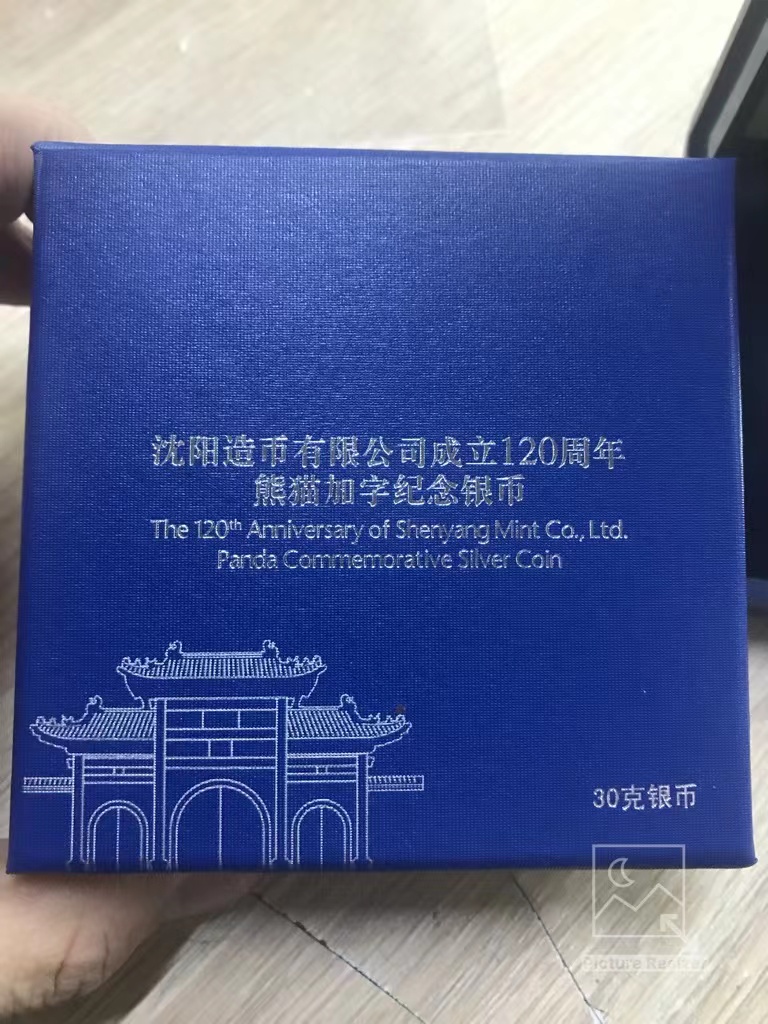 沈阳造币有限公司成立120周年
熊猫加字纪念银币
The 120th Anniversary of Shenyang Mint Co., Ltd.
Panda Commemorative Silver Coin
30克银币
Picture Resizer